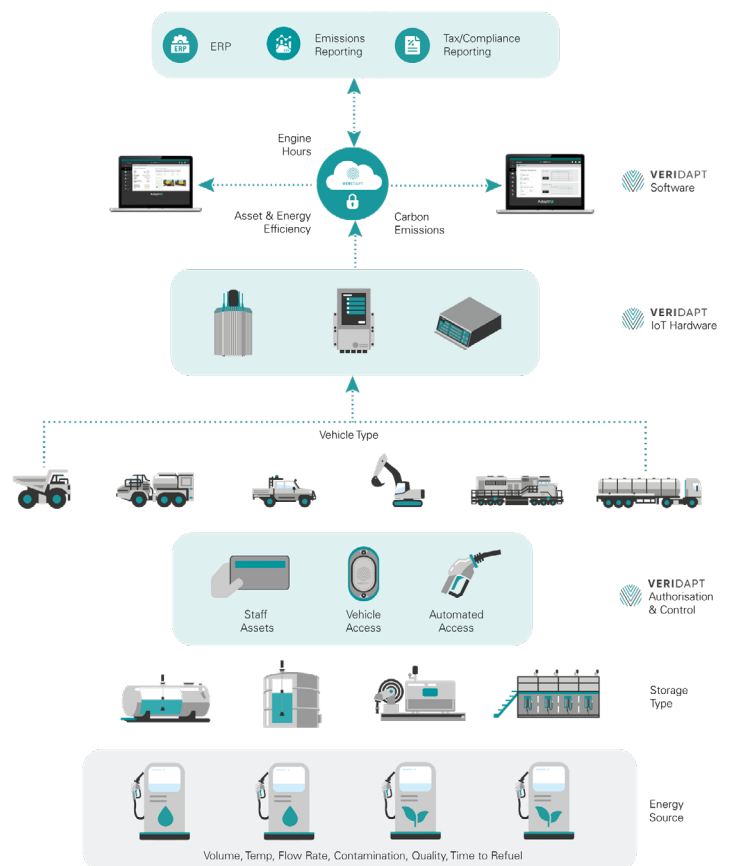 ERP
ERP
Emissions
Reporting
Tax/Compliance
Reporting
Engine
Hours
VERIDAPT
Asset & Energy
Efficiency
Carbon
Emissions
VERIDAPT
Software
VERIDAPT
IoT Hardware
Vehicle Type
Staff
Assets
Vehicle
Access
Automated
Access
VERIDAPT
Authorisation
& Control
Storage
Type
Energy
Source
Volume, Temp, Flow Rate, Contamination, Quality, Time to Refuel